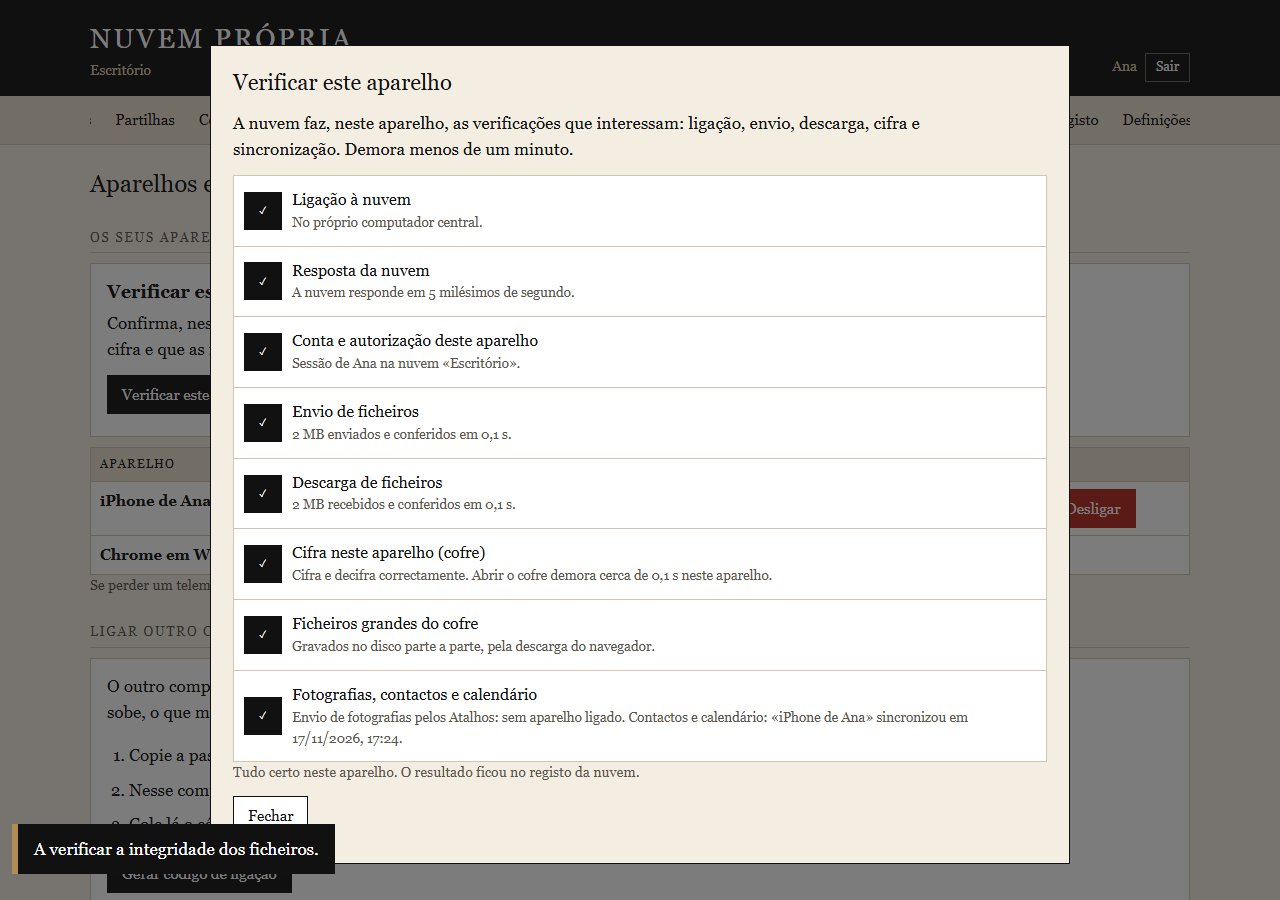 NUVEM PRÓPRIA
Escritório
Ana
Sair
Partilhas
Definições
Aparelhos e
OS SEUS APARE
Verificar es
Confirma, nes
cifra e que as
Verificar este
APARELHO
iPhone de Ana
Desligar
Chrome em W
Se perder um telem
LIGAR OUTRO C
O outro comp
sobe, o que m
1. Copie a pas
2. Nesse com
Gerar código de ligação
Verificar este aparelho
A nuvem faz, neste aparelho, as verificações que interessam: ligação, envio, descarga, cifra e
sincronização. Demora menos de um minuto.
✓
Ligação à nuvem
No próprio computador central.
✓
Resposta da nuvem
A nuvem responde em 5 milésimos de segundo.
✓
Conta e autorização deste aparelho
Sessão de Ana na nuvem «Escritório».
✓
Envio de ficheiros
2 MB enviados e conferidos em 0,1 s.
✓
Descarga de ficheiros
2 MB recebidos e conferidos em 0,1 s.
✓
Cifra neste aparelho (cofre)
Cifra e decifra correctamente. Abrir o cofre demora cerca de 0,1 s neste aparelho.
✓
Ficheiros grandes do cofre
Gravados no disco parte a parte, pela descarga do navegador.
✓
Fotografias, contactos e calendário
Envio de fotografias pelos Atalhos: sem aparelho ligado. Contactos e calendário: «iPhone de Ana» sincronizou em
17/11/2026, 17:24.
Tudo certo neste aparelho. O resultado ficou no registo da nuvem.
Fechar
A verificar a integridade dos ficheiros.